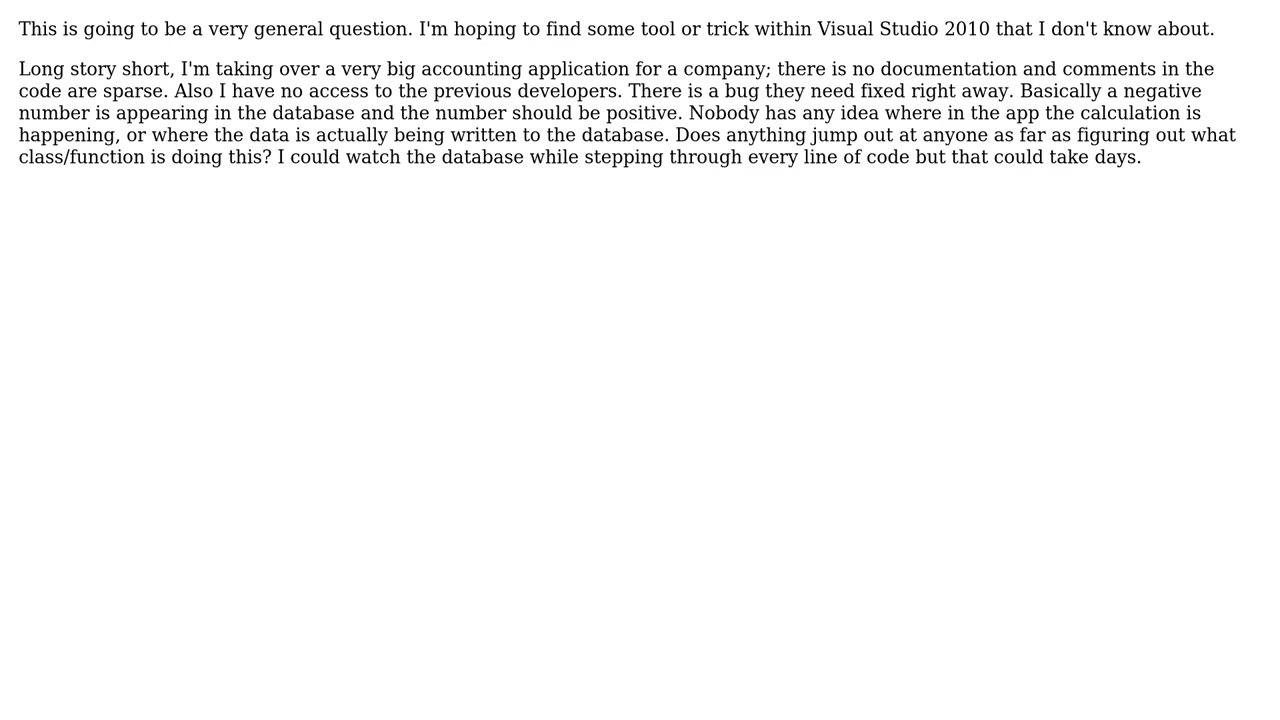 This is going to be a very general question. I'm hoping to find some tool or trick within Visual Studio 2010 that I don't know about.
Long story short, I'm taking over a very big accounting application for a company; there is no documentation and comments in the
code are sparse. Also I have no access to the previous developers. There is a bug they need fixed right away. Basically a negative
number is appearing in the database and the number should be positive. Nobody has any idea where in the app the calculation is
happening, or where the data is actually being written to the database. Does anything jump out at anyone as far as figuring out what
class/function is doing this? I could watch the database while stepping through every line of code but that could take days.